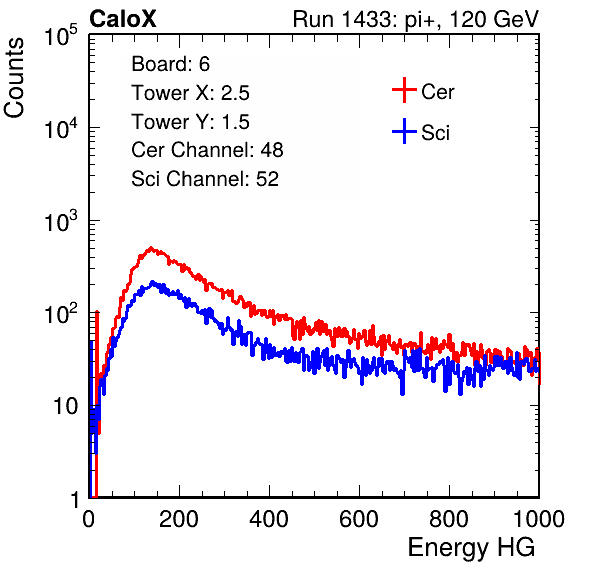 CaloX Run 1433: pi+, 120 GeV
Counts
Board: 6
Tower X: 2.5
Tower Y: 1.5
Cer Channel: 48
Sci Channel: 52
Cer
Sci
10^5
10^4
10^3
10^2
10
1
0 200 400 600 800 1000
Energy HG